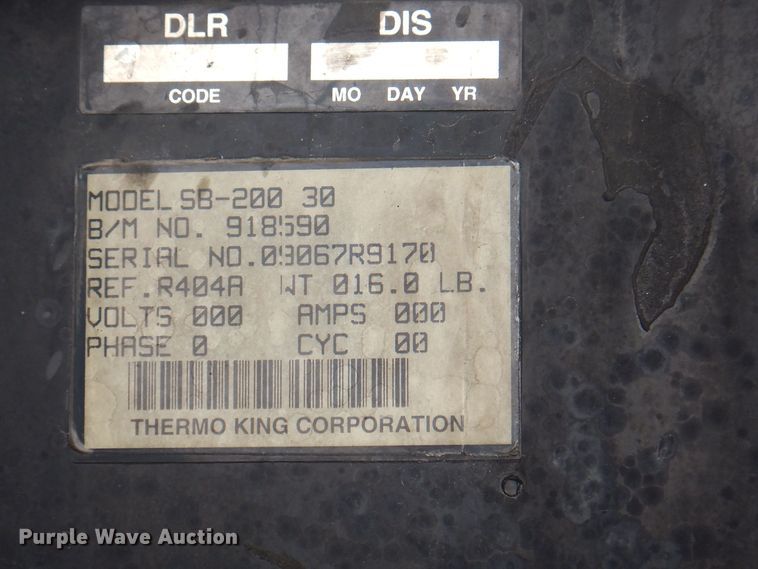 DLR DIS
CODE MO DAY YR
MODEL SB-200 30
B/M NO. 918590
SERIAL NO.
REF. R404A WT 016.0 LB.
VOLTS 000 AMPS 000
PHASE 0 CYC 00
THERMO KING CORPORATION
Purple Wave Auction